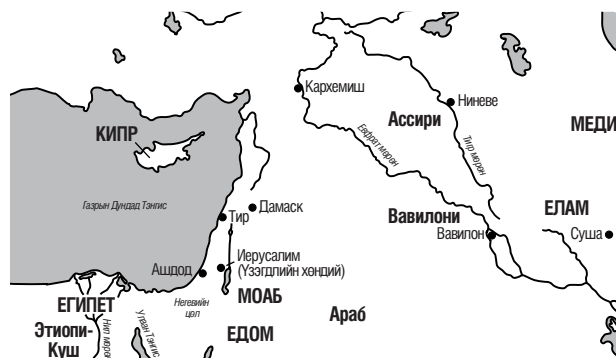 Кархемиш
Ниневе
Ассири
МЕДИ
КИПР
Евфрат мөрөн
Тигр мөрөн
Газрын Дундад Тэнгис
Дамаск
Тир
Вавилони
Вавилон
ЕЛАМ
Суша
Ашдод
Иерусалим
(Үзэгдлийн хөндий)
ЕГИПЕТ
Негевийн
цөл
МОАБ
Араб
Этиопи-
Куш
Нил мөрөн
Улаан Тэнгис
ЕДОМ